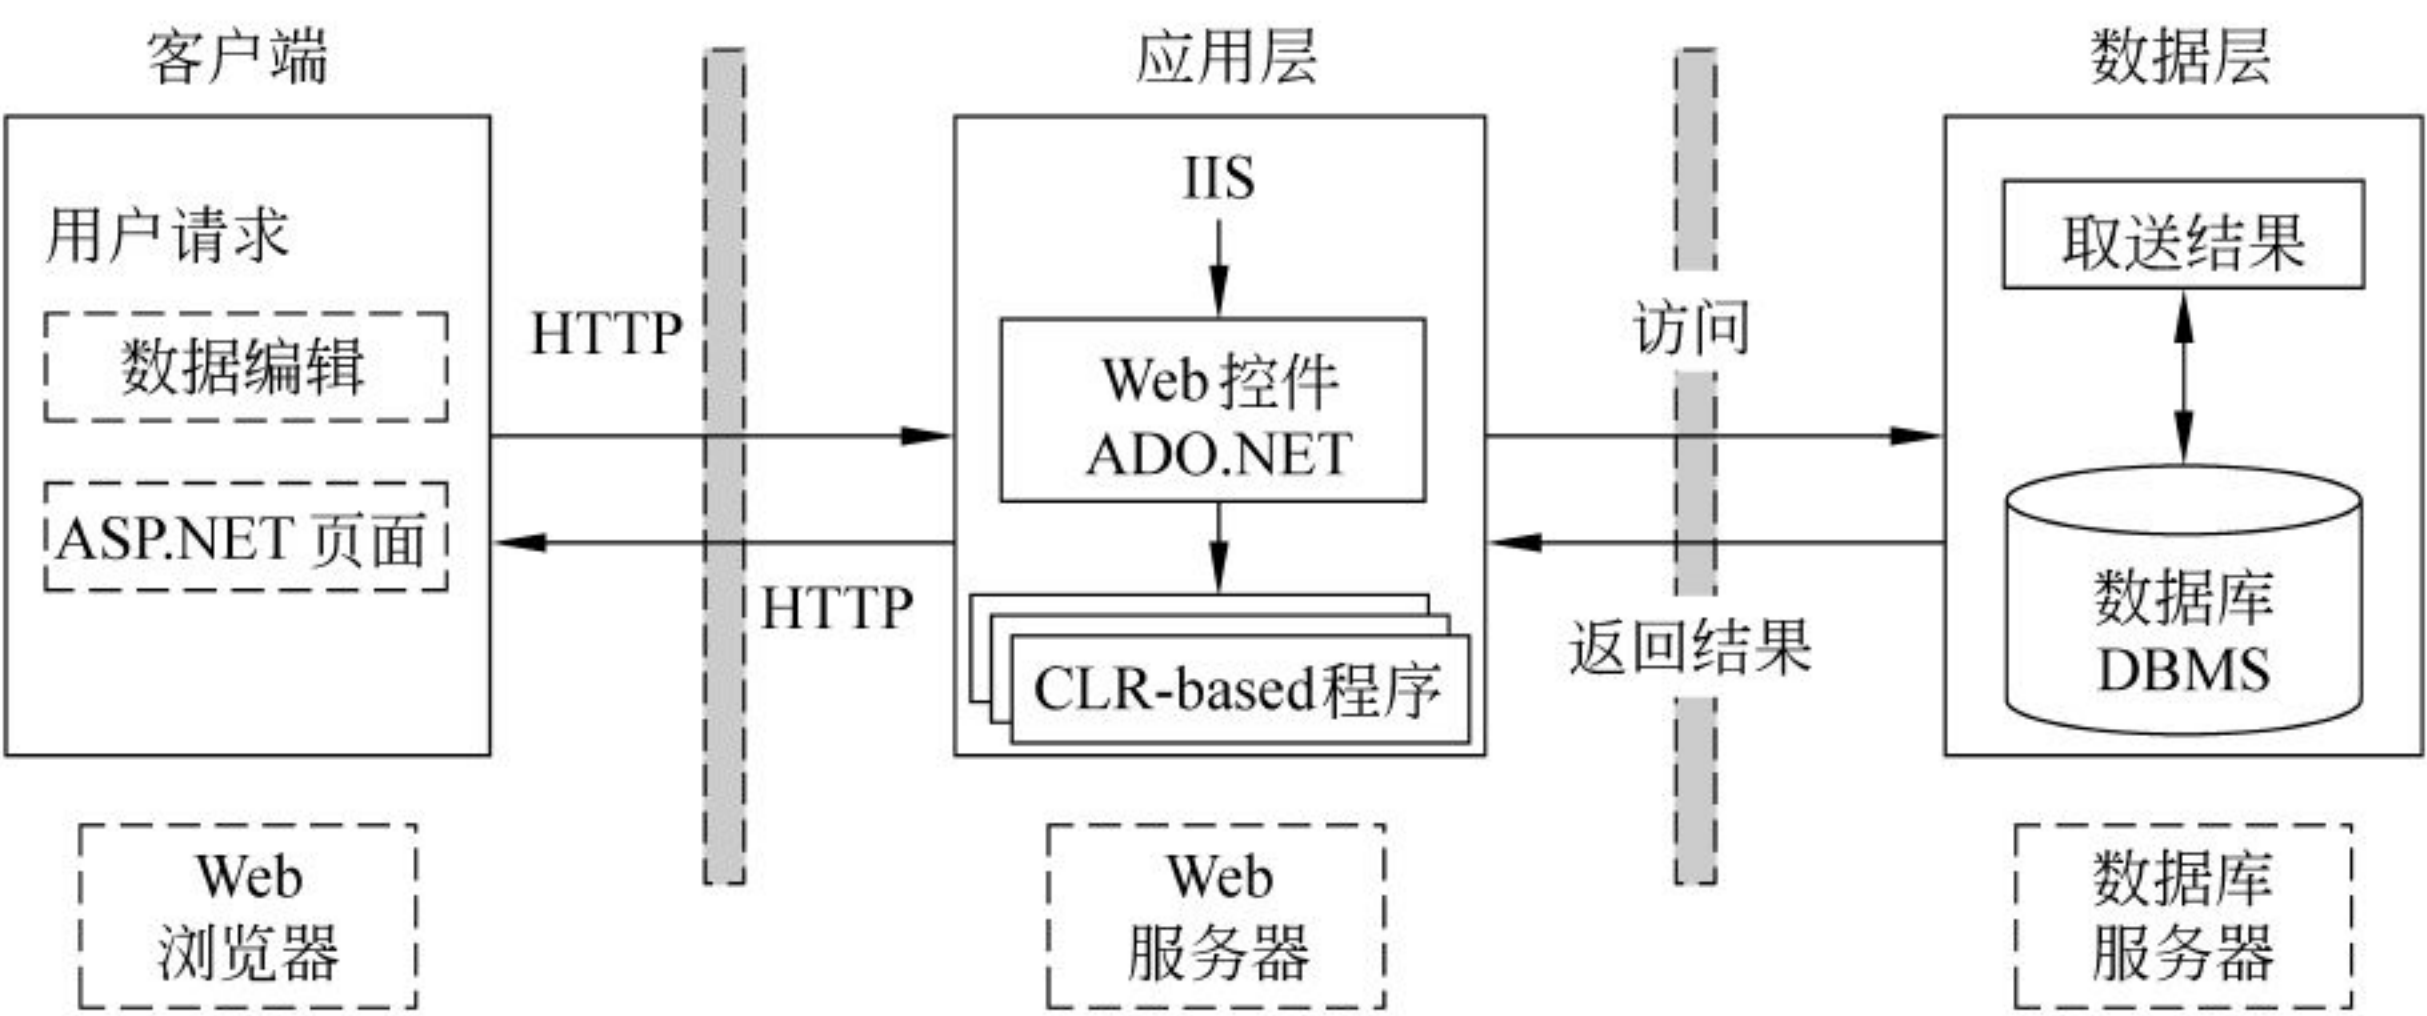 客户端
用户请求
数据编辑
ASP.NET 页面
Web
浏览器
HTTP
HTTP
应用层
IIS
Web 控件
ADO.NET
CLR-based程序
Web
服务器
访问
返回结果
数据层
取送结果
数据库
DBMS
数据库
服务器